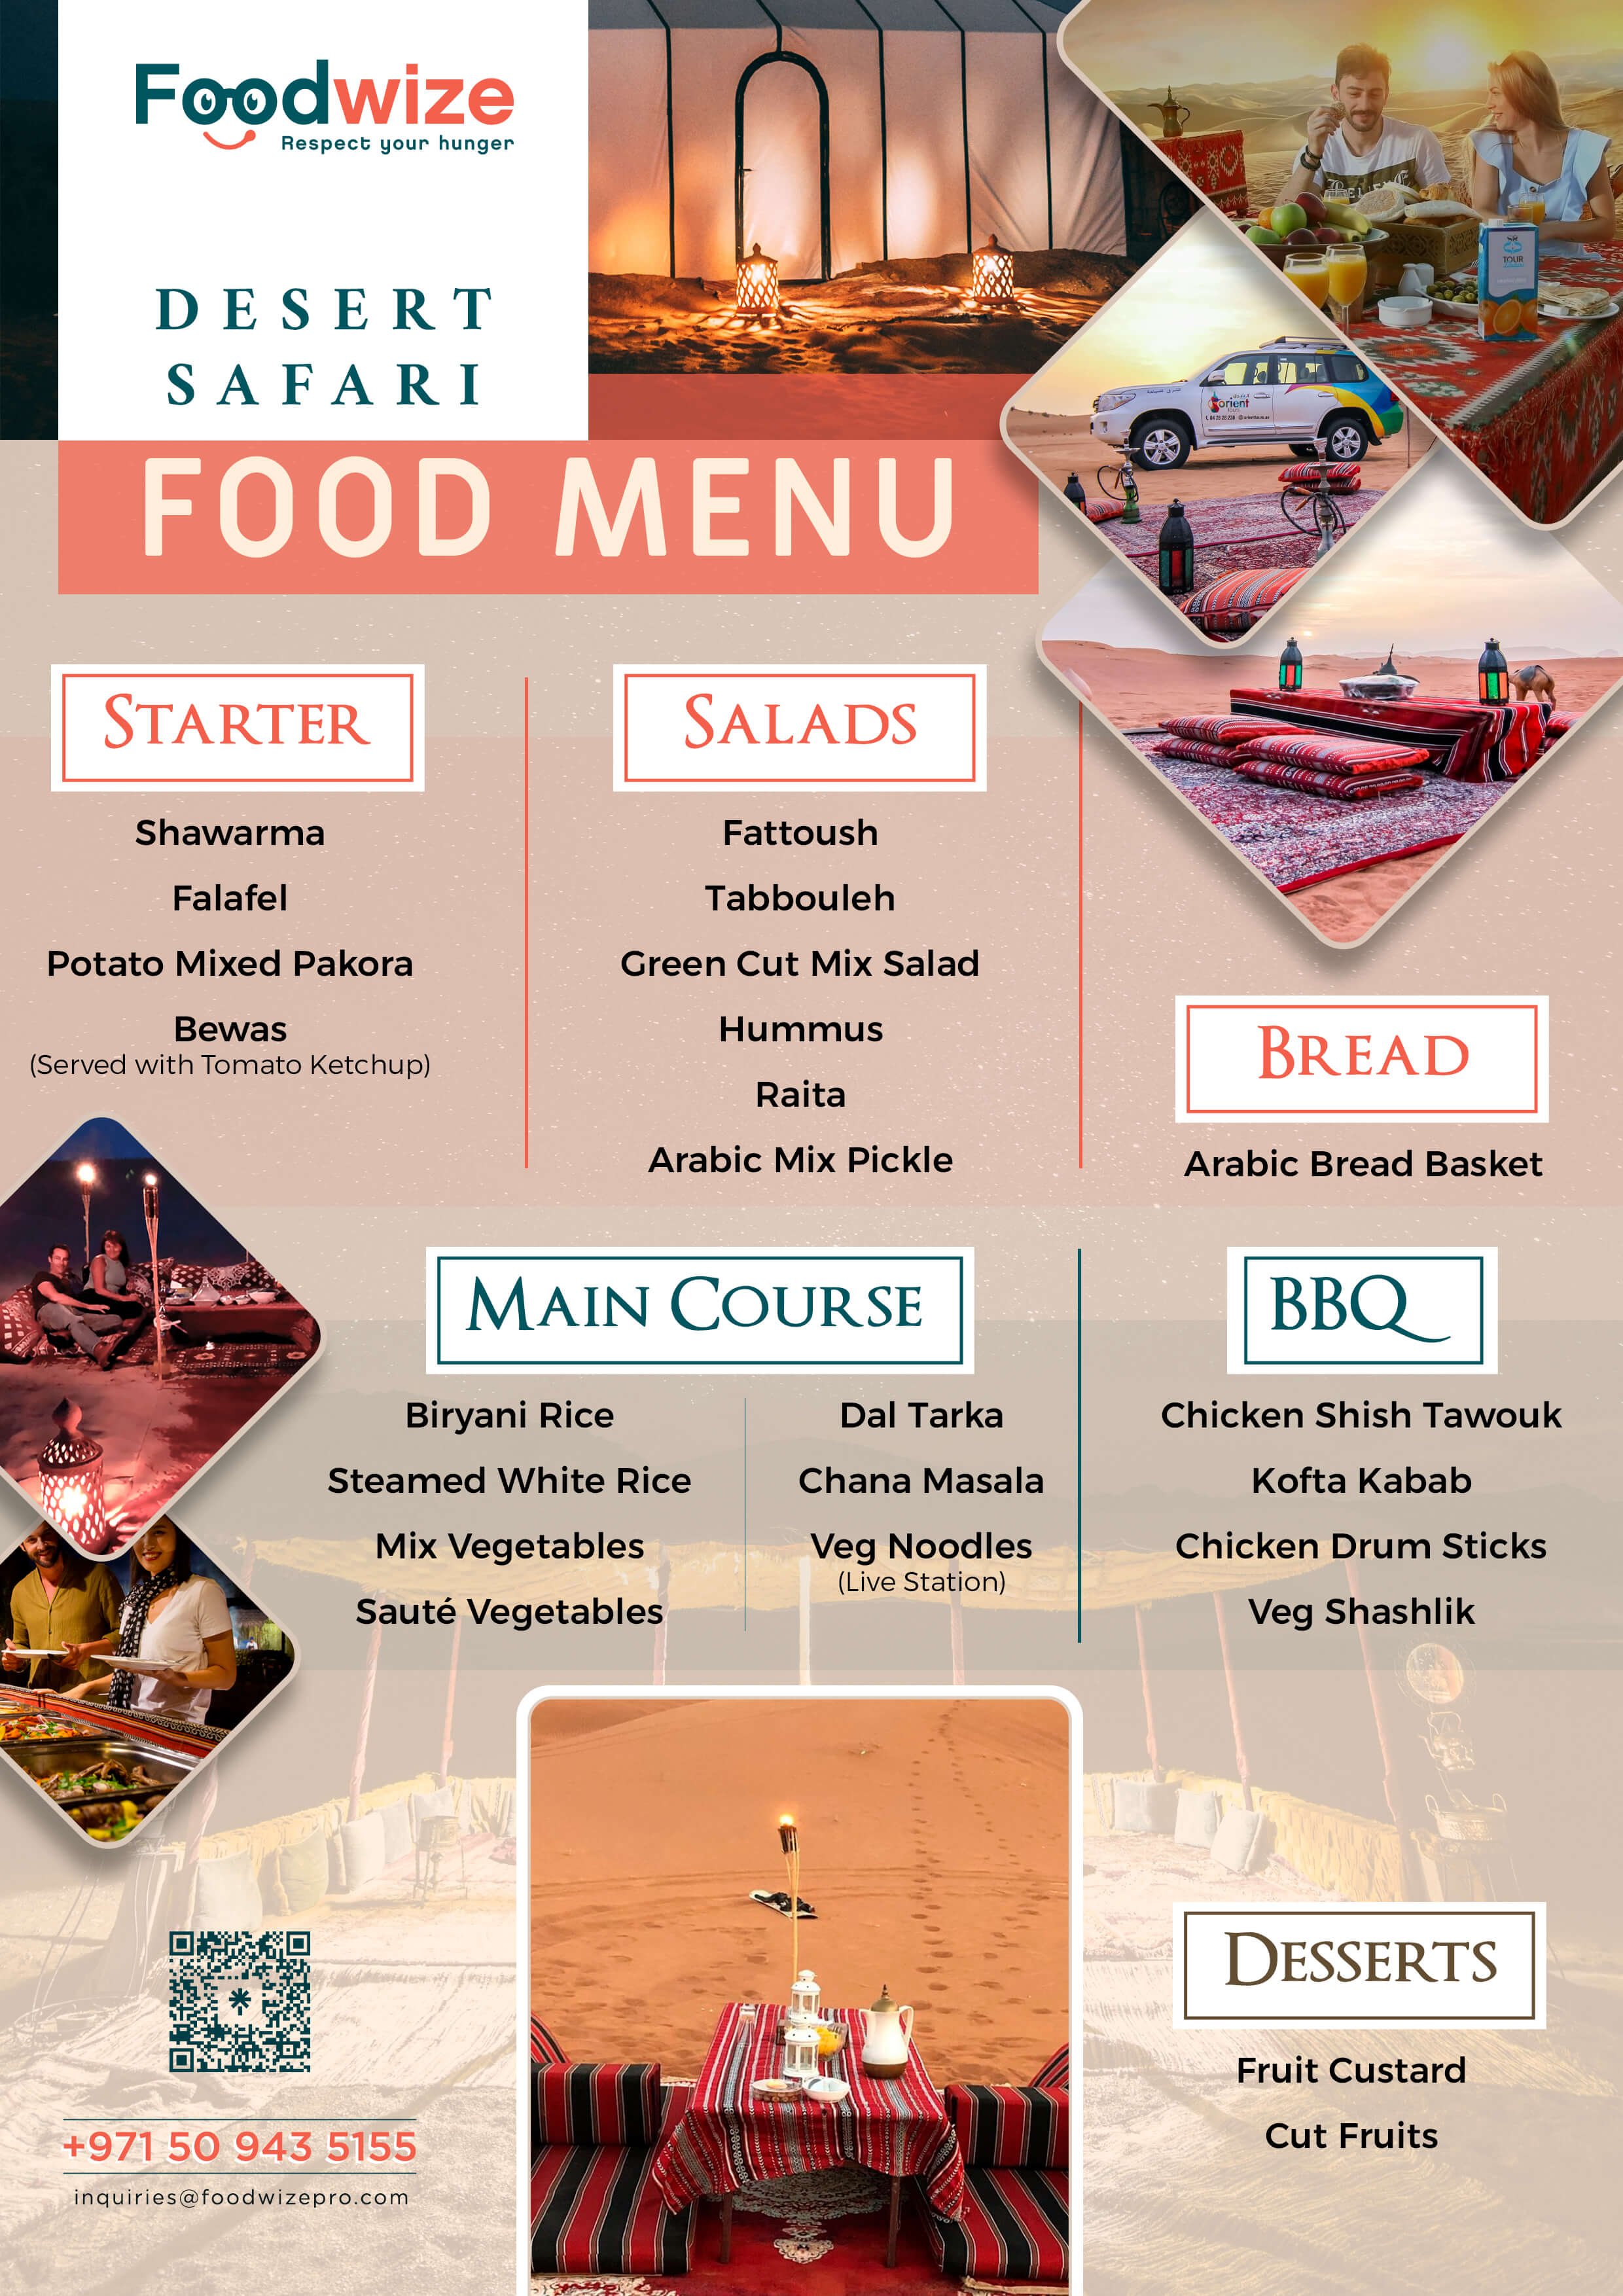 Foodwize
Respect your hunger
DESERT
SAFARI
FOOD MENU
TOUR
orient
tours
STARTER
Shawarma
Falafel
Potato Mixed Pakora
Bewas
(Served with Tomato Ketchup)
SALADS
Fattoush
Tabbouleh
Green Cut Mix Salad
Hummus
Raita
Arabic Mix Pickle
BREAD
Arabic Bread Basket
MAIN COURSE
Biryani Rice
Steamed White Rice
Mix Vegetables
Sauté Vegetables
Dal Tarka
Chana Masala
Veg Noodles
(Live Station)
BBQ
Chicken Shish Tawouk
Kofta Kabab
Chicken Drum Sticks
Veg Shashlik
DESSERTS
Fruit Custard
Cut Fruits
+971 50 943 5155
inquiries@foodwizepro.com